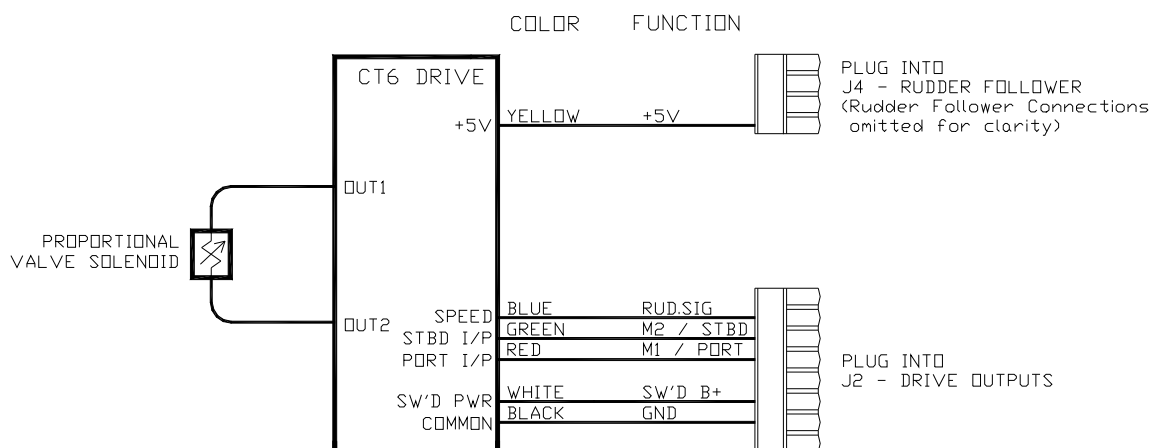 COLOR FUNCTION
CT6 DRIVE
PLUG INTO
J4 - RUDDER FOLLOWER
(Rudder Follower Connections
omitted for clarity)
+5V YELLOW +5V
OUT1
PROPORTIONAL
VALVE SOLENOID
OUT2
SPEED BLUE RUD.SIG
STBD I/P GREEN M2 / STBD
PORT I/P RED M1 / PORT
PLUG INTO
J2 - DRIVE OUTPUTS
SW'D PWR WHITE SW'D B+
COMMON BLACK GND